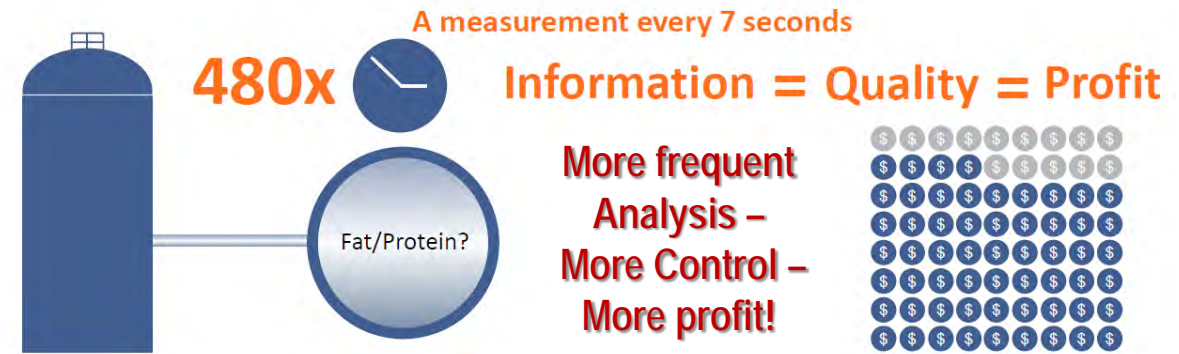 A measurement every 7 seconds
480x
Information = Quality = Profit
More frequent
Analysis –
More Control –
More profit!
Fat/Protein?
$ $ $ $ $ $ $ $ $
$ $ $ $ $ $ $ $ $
$ $ $ $ $ $ $ $ $
$ $ $ $ $ $ $ $ $
$ $ $ $ $ $ $ $ $
$ $ $ $ $ $ $ $ $
$ $ $ $ $ $ $ $ $
$ $ $ $ $ $ $ $ $